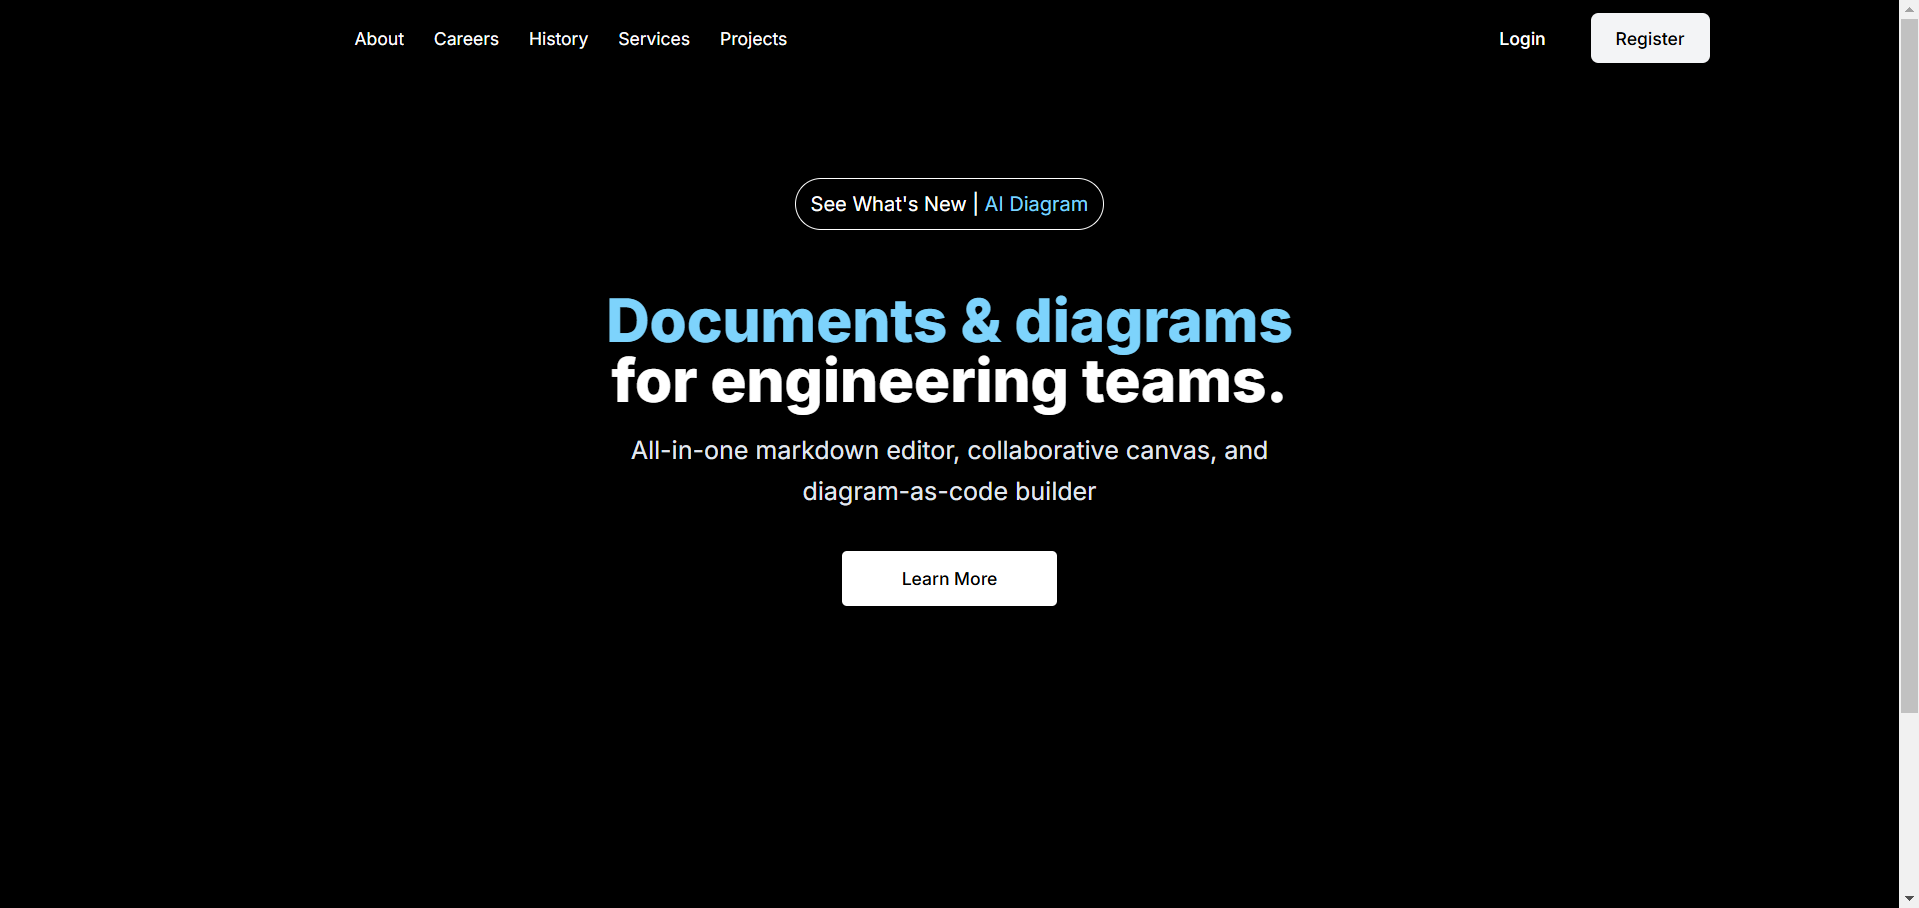 About Careers History Services Projects Login Register
See What's New | AI Diagram
Documents & diagrams
for engineering teams.
All-in-one markdown editor, collaborative canvas, and
diagram-as-code builder
Learn More